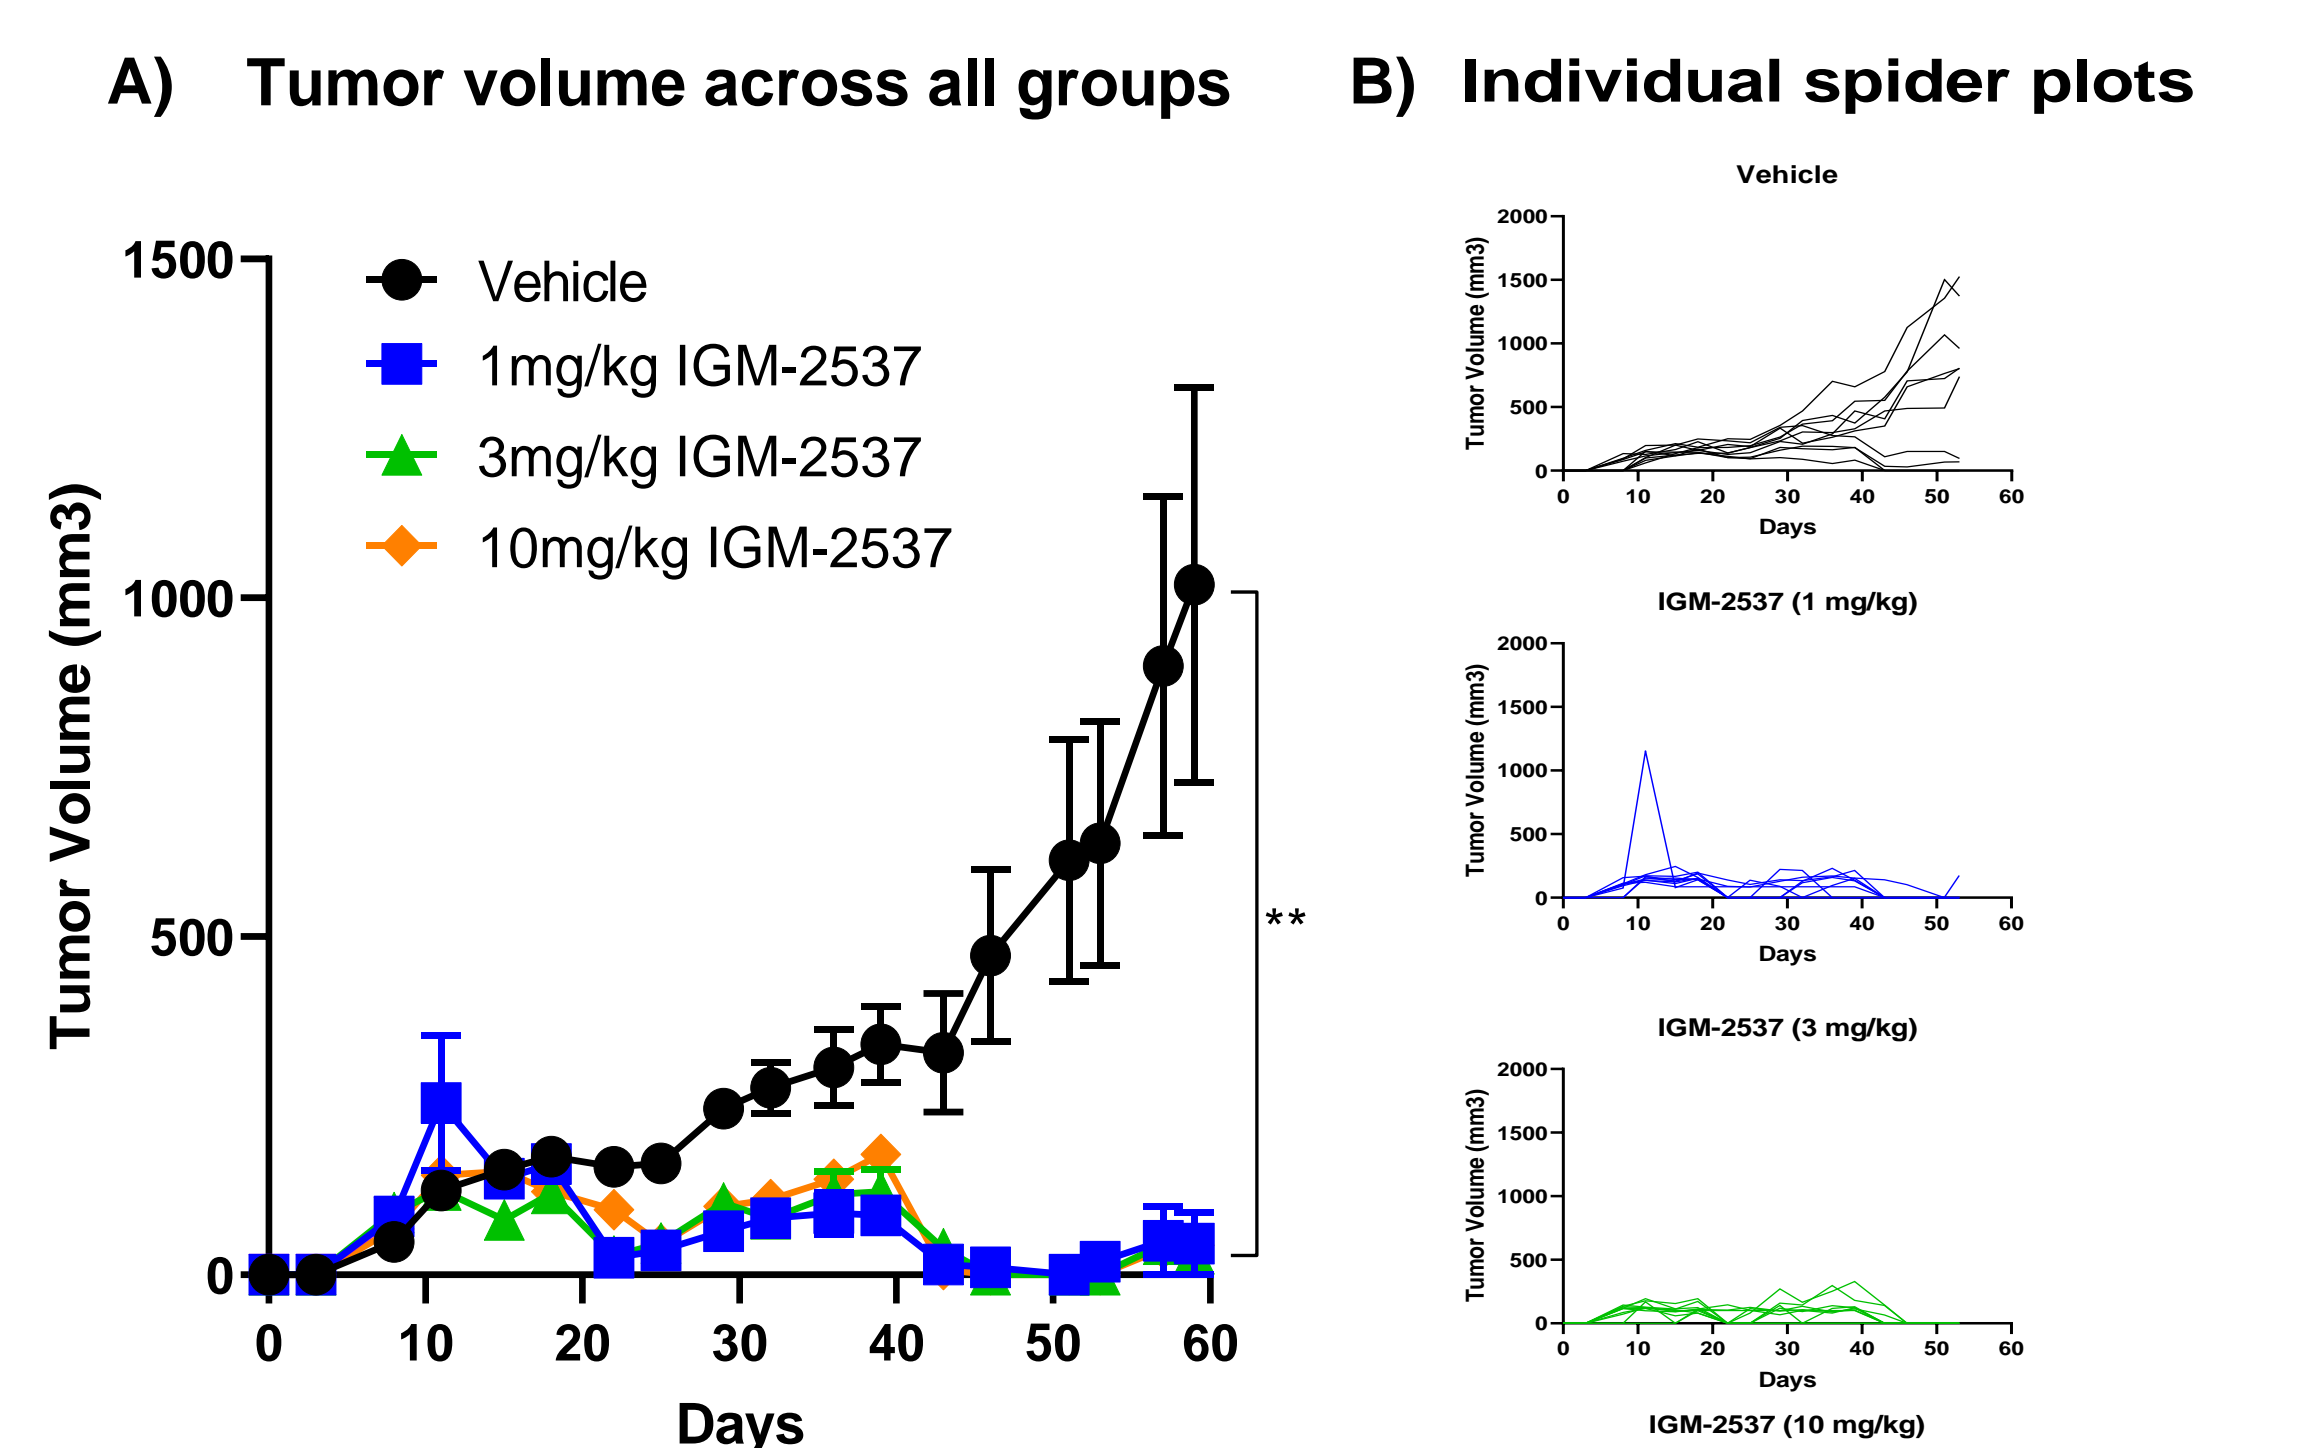 A) Tumor volume across all groups
Tumor Volume (mm3)
1500
1000
500
0
Vehicle
1mg/kg IGM-2537
3mg/kg IGM-2537
10mg/kg IGM-2537
**
0 10 20 30 40 50 60
Days
B) Individual spider plots
Vehicle
Tumor Volume (mm3)
2000
1500
1000
500
0
0 10 20 30 40 50 60
Days
IGM-2537 (1 mg/kg)
Tumor Volume (mm3)
2000
1500
1000
500
0
0 10 20 30 40 50 60
Days
IGM-2537 (3 mg/kg)
Tumor Volume (mm3)
2000
1500
1000
500
0
0 10 20 30 40 50 60
Days
IGM-2537 (10 mg/kg)